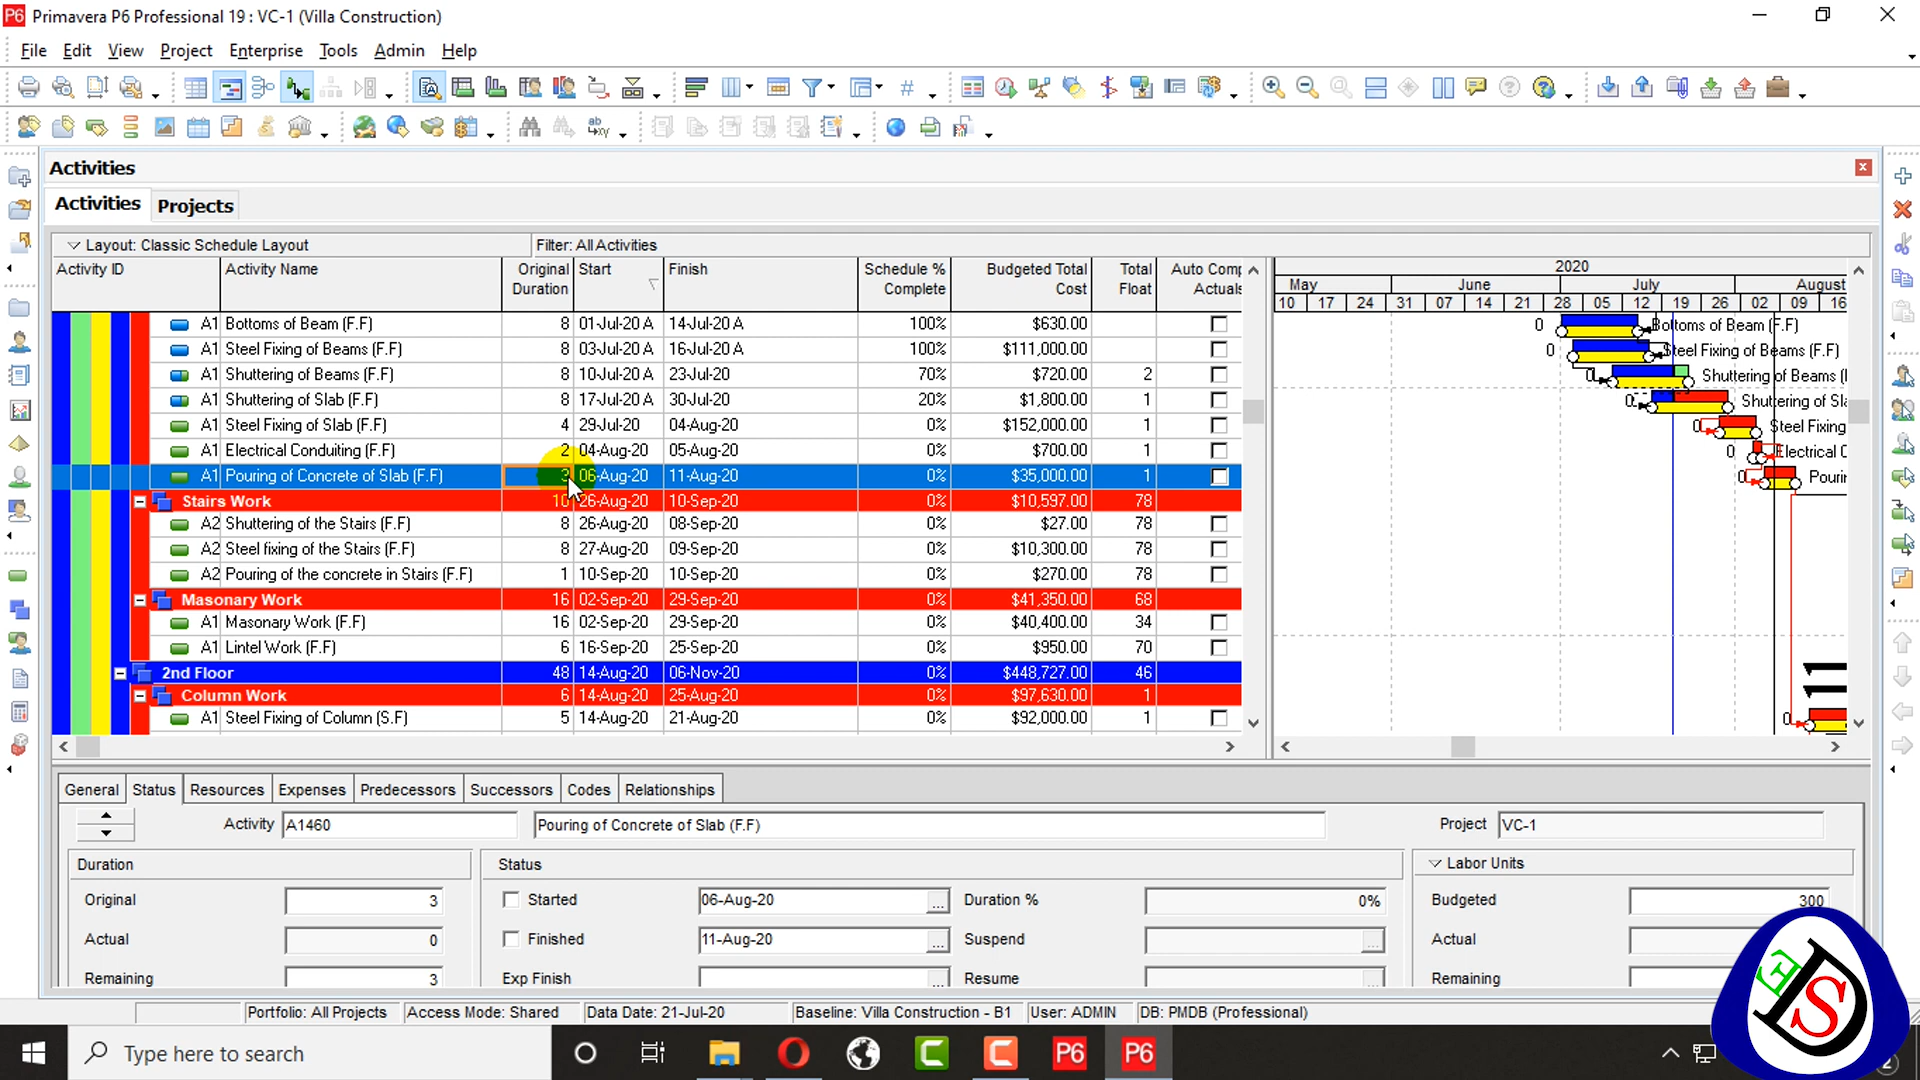 Primavera P6 Professional 19 : VC-1 (Villa Construction)
File Edit View Project Enterprise Tools Admin Help
Activities
Activities Projects
Layout: Classic Schedule Layout Filter: All Activities
Activity ID Activity Name Original Duration Start Finish Schedule % Complete Budgeted Total Cost Total Float Auto Comp Actuals
2020
May June July August
10 17 24 31 07 14 21 28 05 12 19 26 02 09 16
A1 Bottoms of Beam (F.F) 8 01-Jul-20 A 14-Jul-20 A 100% $630.00 0 Bottoms of Beam (F.F)
A1 Steel Fixing of Beams (F.F) 8 03-Jul-20 A 16-Jul-20 A 100% $111,000.00 0 Steel Fixing of Beams (F.F)
A1 Shuttering of Beams (F.F) 8 10-Jul-20 A 23-Jul-20 70% $720.00 2 0 Shuttering of Beams (
A1 Shuttering of Slab (F.F) 8 17-Jul-20 A 30-Jul-20 20% $1,800.00 1 0 Shuttering of Sla
A1 Steel Fixing of Slab (F.F) 4 29-Jul-20 04-Aug-20 0% $152,000.00 1 0 Steel Fixing
A1 Electrical Conduiting (F.F) 2 04-Aug-20 05-Aug-20 0% $700.00 1 0 Electrical C
A1 Pouring of Concrete of Slab (F.F) 3 06-Aug-20 11-Aug-20 0% $35,000.00 1 0 Pourin
Stairs Work 10 26-Aug-20 10-Sep-20 0% $10,597.00 78
A2 Shuttering of the Stairs (F.F) 8 26-Aug-20 08-Sep-20 0% $27.00 78
A2 Steel fixing of the Stairs (F.F) 8 27-Aug-20 09-Sep-20 0% $10,300.00 78
A2 Pouring of the concrete in Stairs (F.F) 1 10-Sep-20 10-Sep-20 0% $270.00 78
Masonary Work 16 02-Sep-20 29-Sep-20 0% $41,350.00 68
A1 Masonary Work (F.F) 16 02-Sep-20 29-Sep-20 0% $40,400.00 34
A1 Lintel Work (F.F) 6 16-Sep-20 25-Sep-20 0% $950.00 70
2nd Floor 48 14-Aug-20 06-Nov-20 0% $448,727.00 46
Column Work 6 14-Aug-20 25-Aug-20 0% $97,630.00 1
A1 Steel Fixing of Column (S.F) 5 14-Aug-20 21-Aug-20 0% $92,000.00 1 0
General Status Resources Expenses Predecessors Successors Codes Relationships
Activity A1460 Pouring of Concrete of Slab (F.F) Project VC-1
Duration Status Labor Units
Original 3 Started 06-Aug-20 Duration % 0% Budgeted 300
Actual 0 Finished 11-Aug-20 Suspend Actual
Remaining 3 Exp Finish Resume Remaining
Portfolio: All Projects Access Mode: Shared Data Date: 21-Jul-20 Baseline: Villa Construction - B1 User: ADMIN DB: PMDB (Professional)
Type here to search